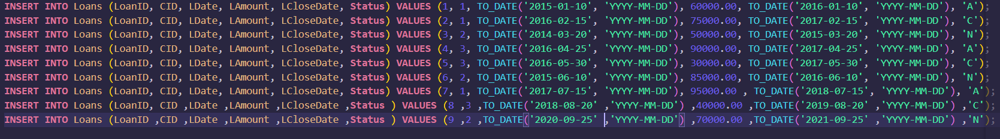 INSERT INTO Loans (LoanID, CID, LDate, LAmount, LCloseDate, Status) VALUES (1, 1, TO_DATE('2015-01-10', 'YYYY-MM-DD'), 60000.00, TO_DATE('2016-01-10', 'YYYY-MM-DD'), 'A');
INSERT INTO Loans (LoanID, CID, LDate, LAmount, LCloseDate, Status) VALUES (2, 1, TO_DATE('2016-02-15', 'YYYY-MM-DD'), 75000.00, TO_DATE('2017-02-15', 'YYYY-MM-DD'), 'C');
INSERT INTO Loans (LoanID, CID, LDate, LAmount, LCloseDate, Status) VALUES (3, 2, TO_DATE('2014-03-20', 'YYYY-MM-DD'), 50000.00, TO_DATE('2015-03-20', 'YYYY-MM-DD'), 'N');
INSERT INTO Loans (LoanID, CID, LDate, LAmount, LCloseDate, Status) VALUES (4, 3, TO_DATE('2016-04-25', 'YYYY-MM-DD'), 90000.00, TO_DATE('2017-04-25', 'YYYY-MM-DD'), 'A');
INSERT INTO Loans (LoanID, CID, LDate, LAmount, LCloseDate, Status) VALUES (5, 3, TO_DATE('2016-05-30', 'YYYY-MM-DD'), 30000.00, TO_DATE('2017-05-30', 'YYYY-MM-DD'), 'C');
INSERT INTO Loans (LoanID, CID, LDate, LAmount, LCloseDate, Status) VALUES (6, 2, TO_DATE('2015-06-10', 'YYYY-MM-DD'), 85000.00, TO_DATE('2016-06-10', 'YYYY-MM-DD'), 'N');
INSERT INTO Loans (LoanID, CID, LDate, LAmount, LCloseDate, Status) VALUES (7, 1, TO_DATE('2017-07-15', 'YYYY-MM-DD'), 95000.00 , TO_DATE('2018-07-15', 'YYYY-MM-DD'), 'A');
INSERT INTO Loans (LoanID, CID ,LDate ,LAmount ,LCloseDate ,Status ) VALUES (8 ,3 ,TO_DATE('2018-08-20' ,'YYYY-MM-DD') ,40000.00 ,TO_DATE('2019-08-20' ,'YYYY-MM-DD') ,'C');
INSERT INTO Loans (LoanID ,CID ,LDate ,LAmount ,LCloseDate ,Status ) VALUES (9 ,2 ,TO_DATE('2020-09-25' ,'YYYY-MM-DD') ,70000.00 ,TO_DATE('2021-09-25' ,'YYYY-MM-DD') ,'N');